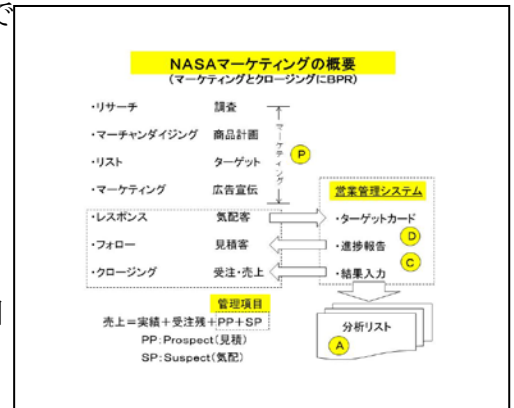 で
NASAマーケティングの概要
(マーケティングとクロージングにBPR)
・リサーチ 調査
・マーチャンダイジング 商品計画
・リスト ターゲット
・マーケティング 広告宣伝
マーケティング
P
・レスポンス 気配客
・フォロー 見積客
・クロージング 受注・売上
営業管理システム
・ターゲットカード
D
・進捗報告
C
・結果入力
管理項目
売上=実績+受注残+PP+SP
PP:Prospect(見積)
SP:Suspect(気配)
分析リスト
A